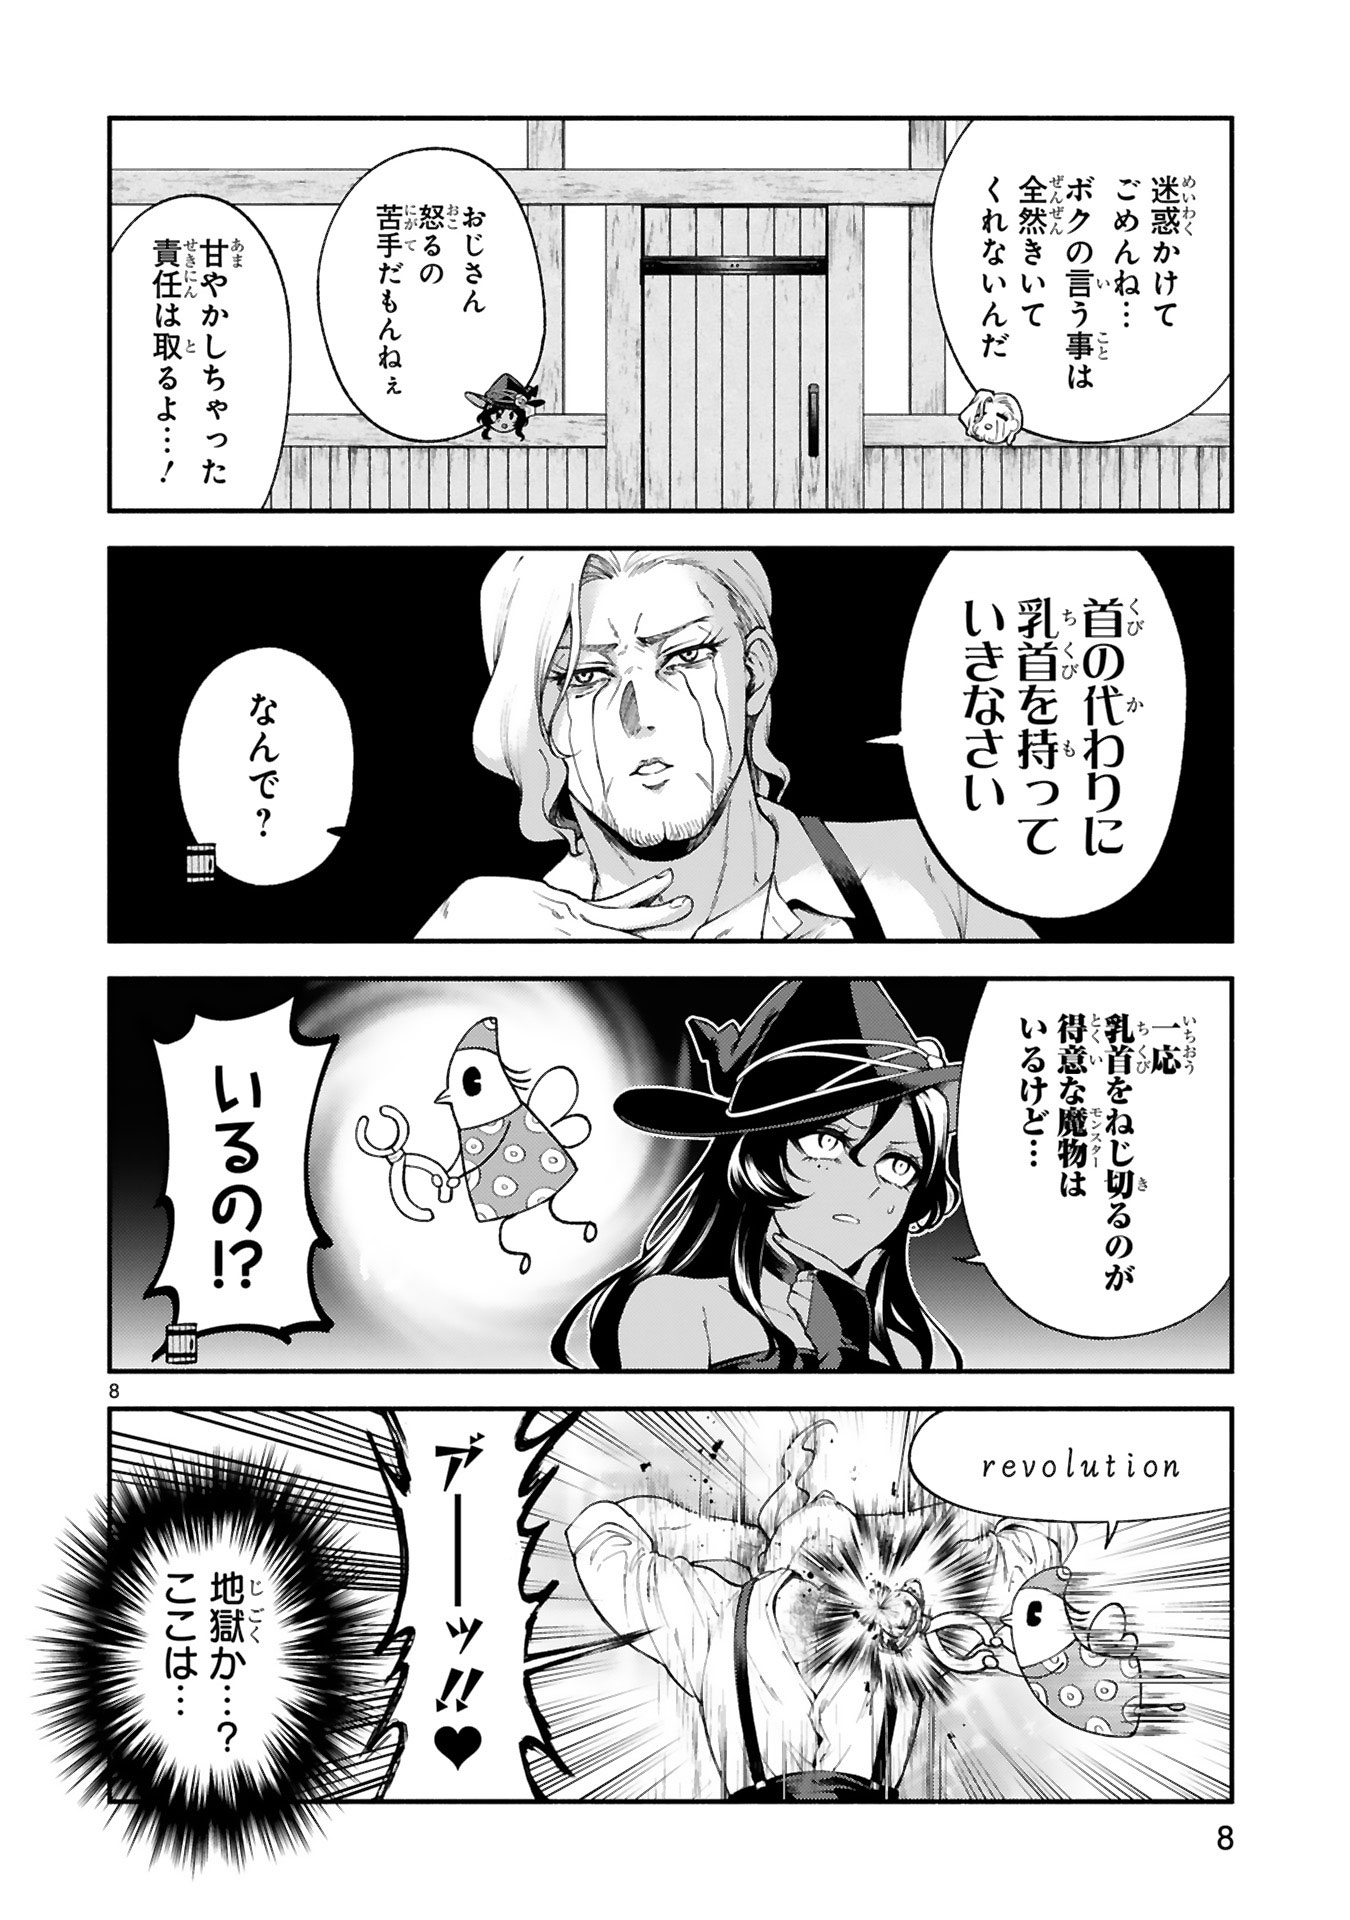 迷惑かけて
ごめんね…
ボクの言う事は
全然きいて
くれないんだ
おじさん
怒るの
苦手だもんねぇ
甘やかしちゃった
責任は取るよ…！
首の代わりに
乳首を持って
いきなさい
なんで？
一応
乳首をねじ切るのが
得意な魔物は
いるけど…
いるの!?
8
revolution
アーーッ!!♥
地獄か…？
ここは…
8